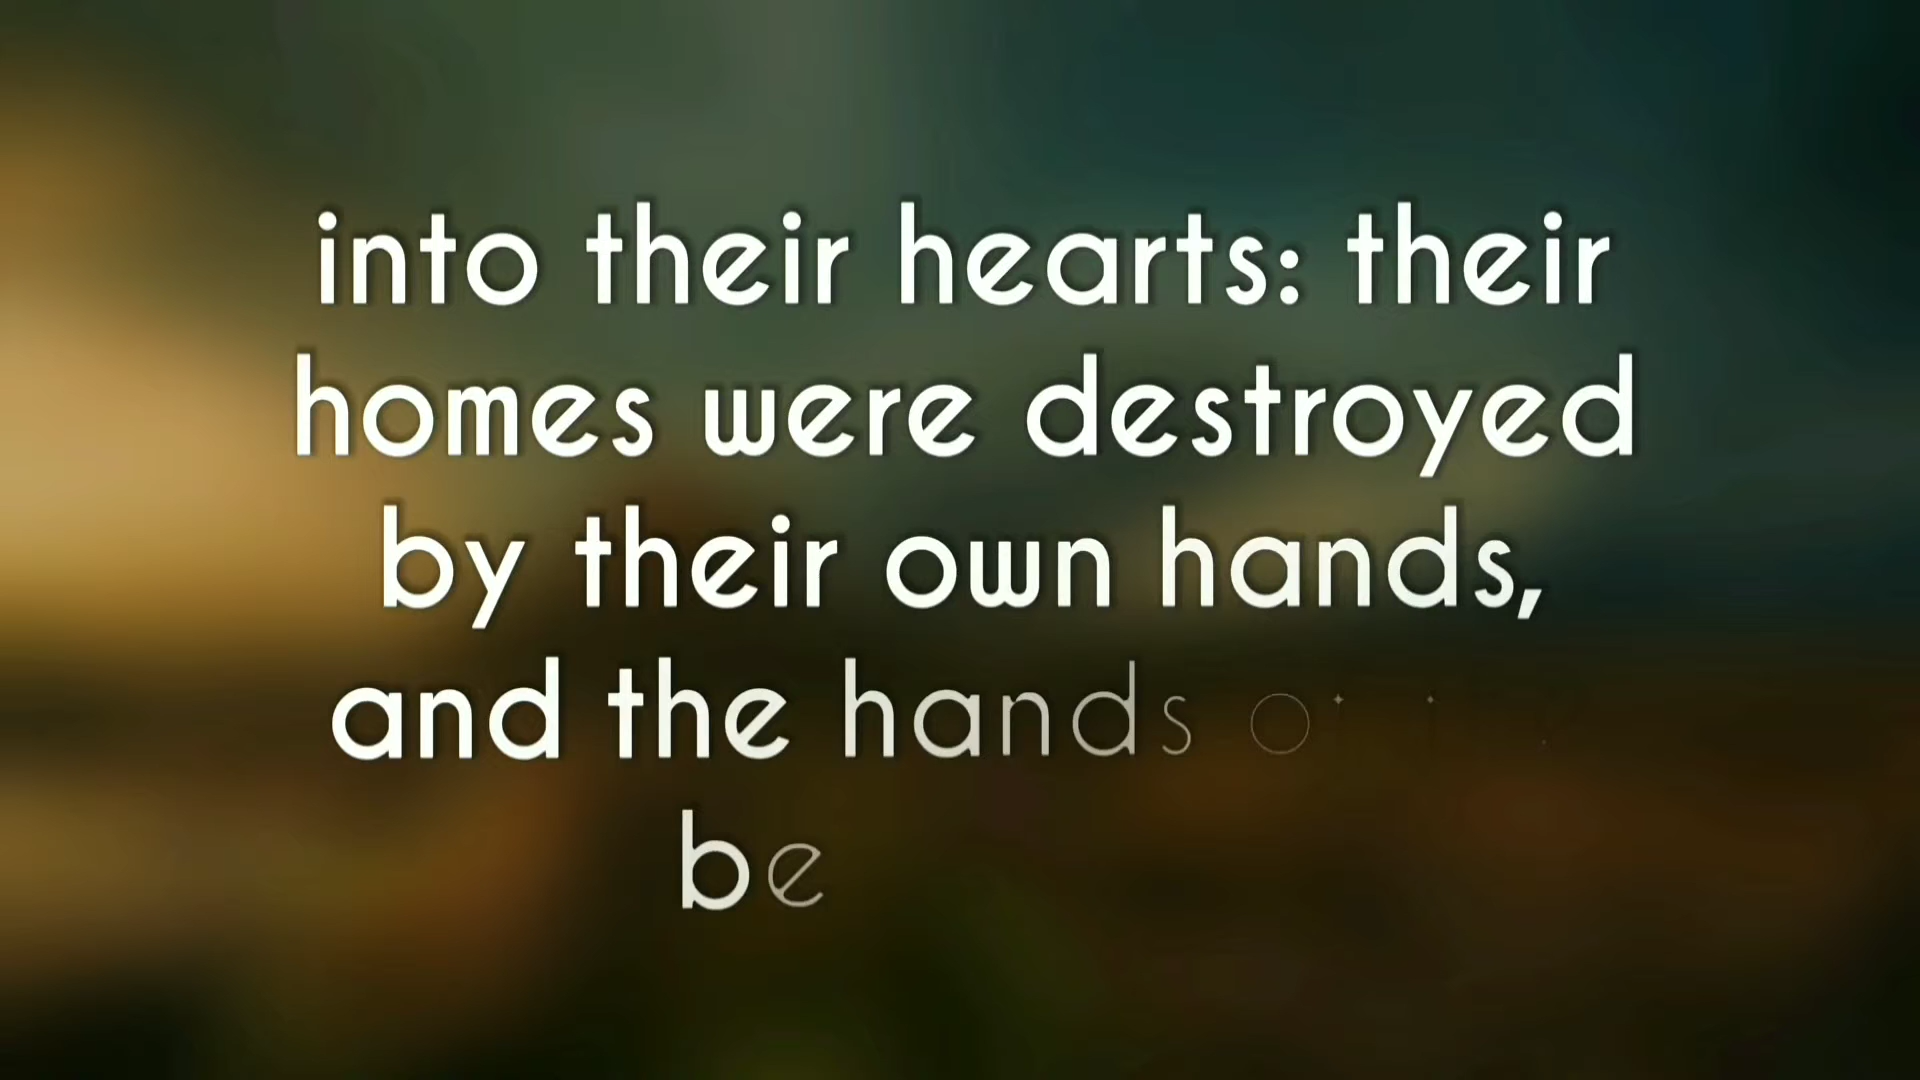 into their hearts: their
homes were destroyed
by their own hands,
and the hands
be